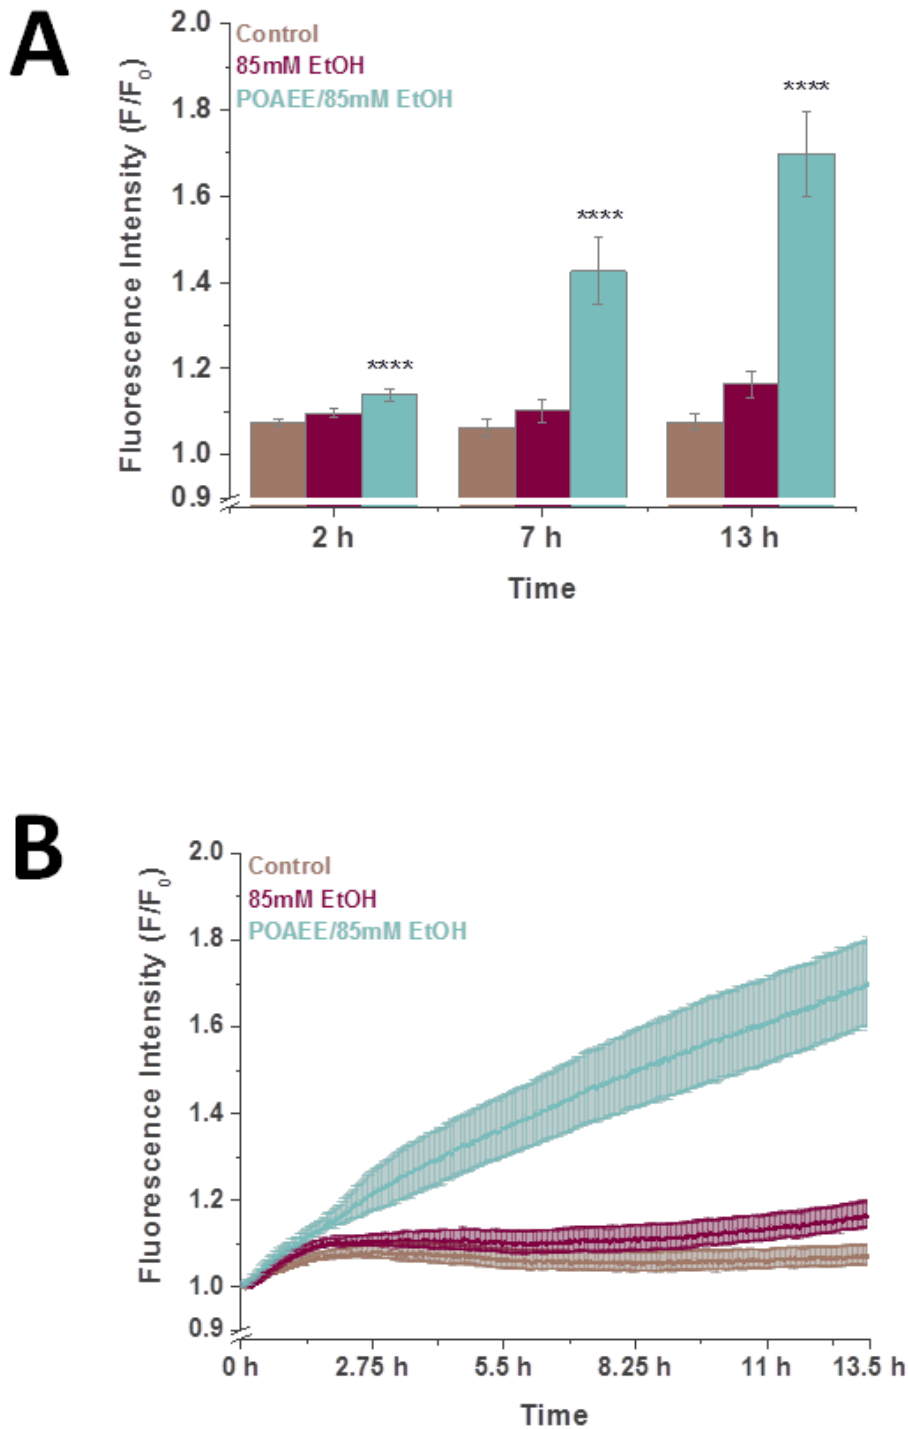 A
Fluorescence Intensity (F/F₀)
2.0
1.8
1.6
1.4
1.2
1.0
0.9
Control
85mM EtOH
POAEE/85mM EtOH
****
****
****
2 h 7 h 13 h
Time
B
Fluorescence Intensity (F/F₀)
2.0
1.8
1.6
1.4
1.2
1.0
0.9
Control
85mM EtOH
POAEE/85mM EtOH
0 h 2.75 h 5.5 h 8.25 h 11 h 13.5 h
Time